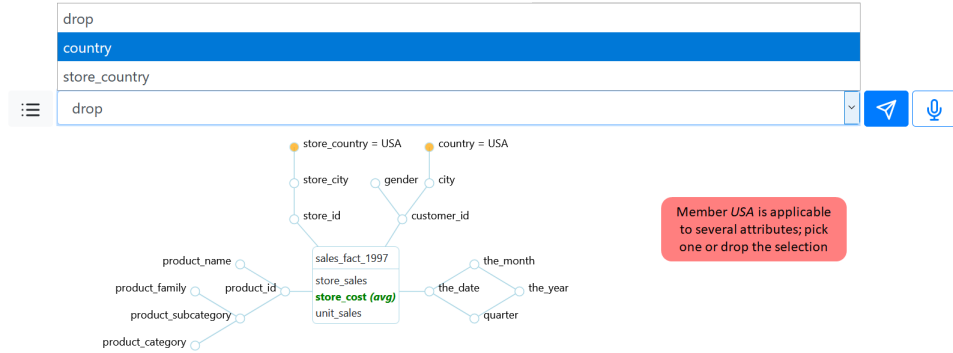 drop
country
store_country
drop
store_country = USA
country = USA
store_city
gender
city
store_id
customer_id
Member USA is applicable
to several attributes; pick
one or drop the selection
sales_fact_1997
product_name
the_month
store_sales
product_family
product_id
store_cost (avg)
the_date
the_year
unit_sales
product_subcategory
quarter
product_category